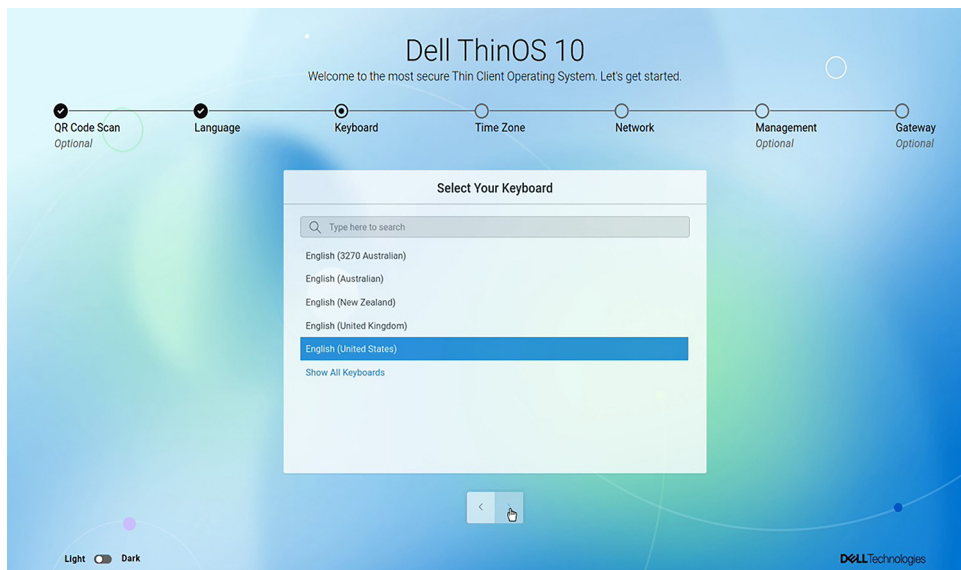 Dell ThinOS 10
Welcome to the most secure Thin Client Operating System. Let's get started.
QR Code Scan
Optional
Language
Keyboard
Time Zone
Network
Management
Optional
Gateway
Optional
Select Your Keyboard
Type here to search
English (3270 Australian)
English (Australian)
English (New Zealand)
English (United Kingdom)
English (United States)
Show All Keyboards
Light Dark
DELL Technologies